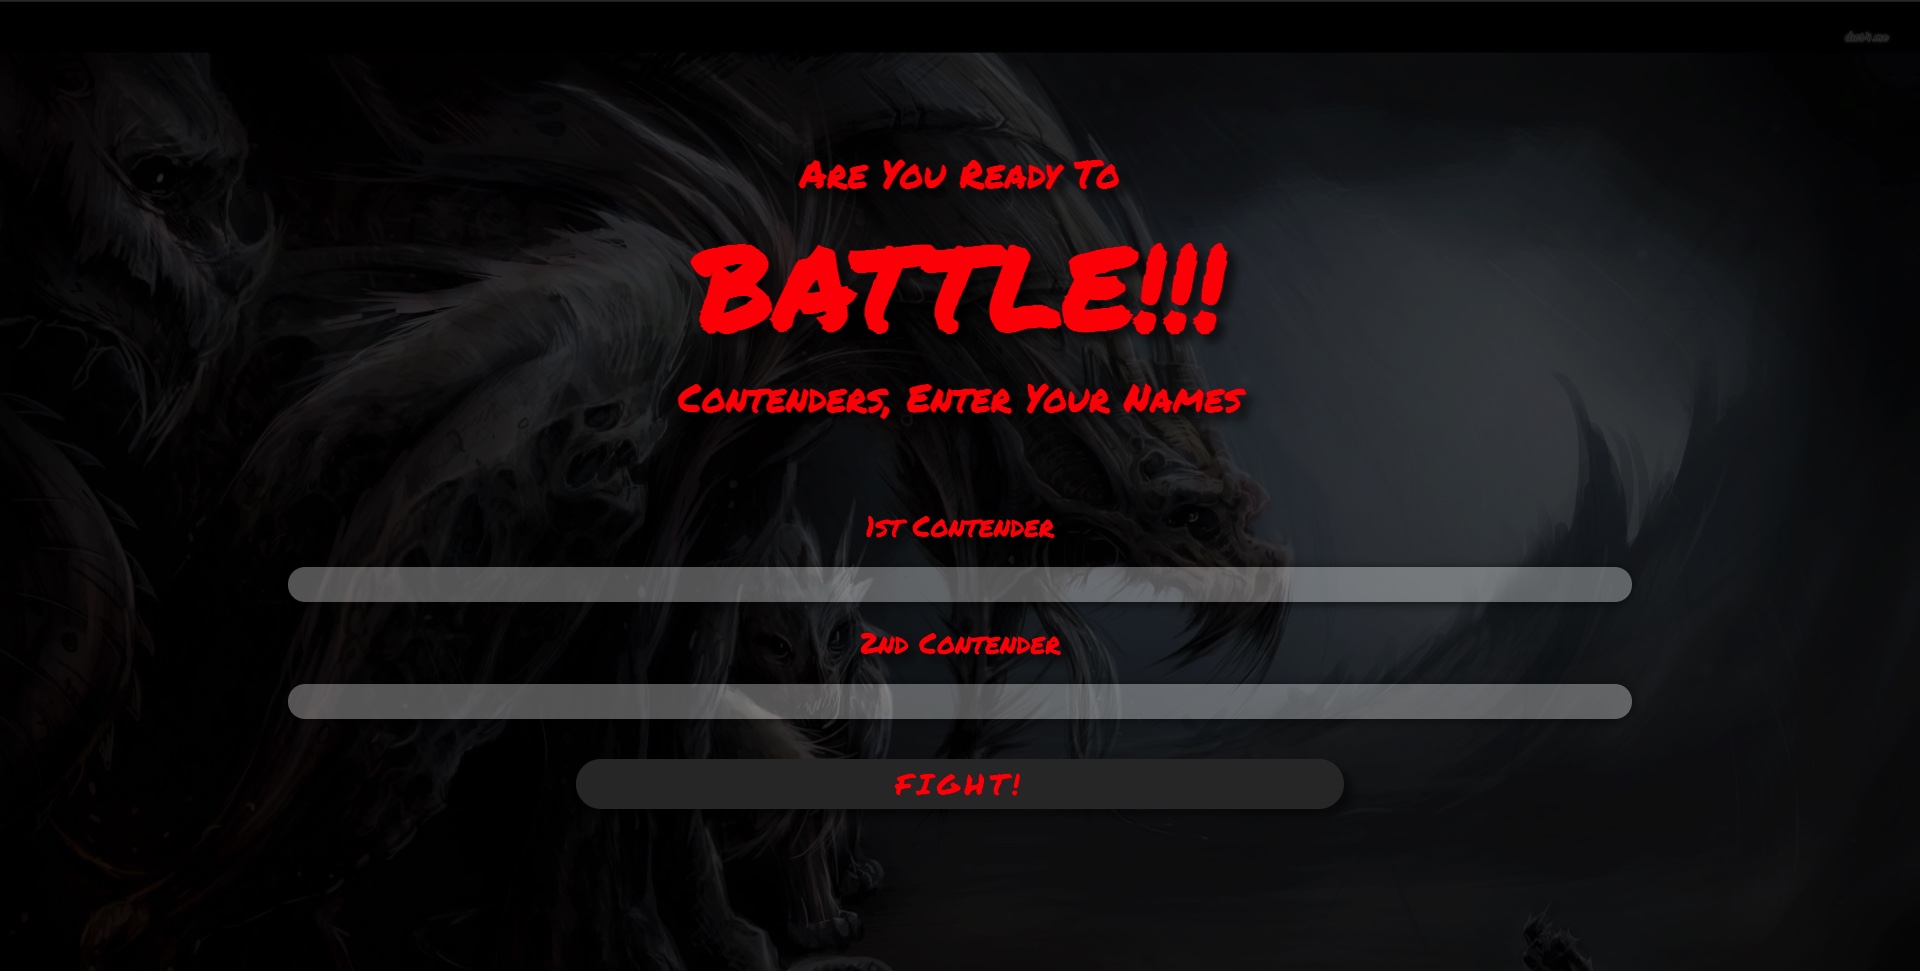 Are You Ready To
BATTLE!!!
Contenders, Enter Your Names
1st Contender
2nd Contender
FIGHT!